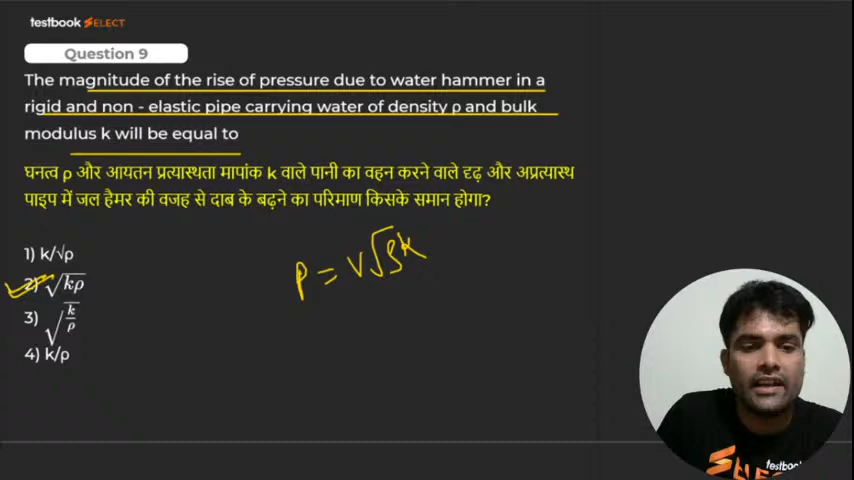 testbook SELECT
Question 9
The magnitude of the rise of pressure due to water hammer in a
rigid and non - elastic pipe carrying water of density ρ and bulk
modulus k will be equal to
घनत्व ρ और आयतन प्रत्यास्थता मापांक k वाले पानी का वहन करने वाले दृढ़ और अप्रत्यास्थ
पाइप में जल हैमर की वजह से दाब के बढ़ने का परिमाण किसके समान होगा?
1) k/√ρ
2) √kρ
P = V√ρk
3) √k/ρ
4) k/ρ
testbook